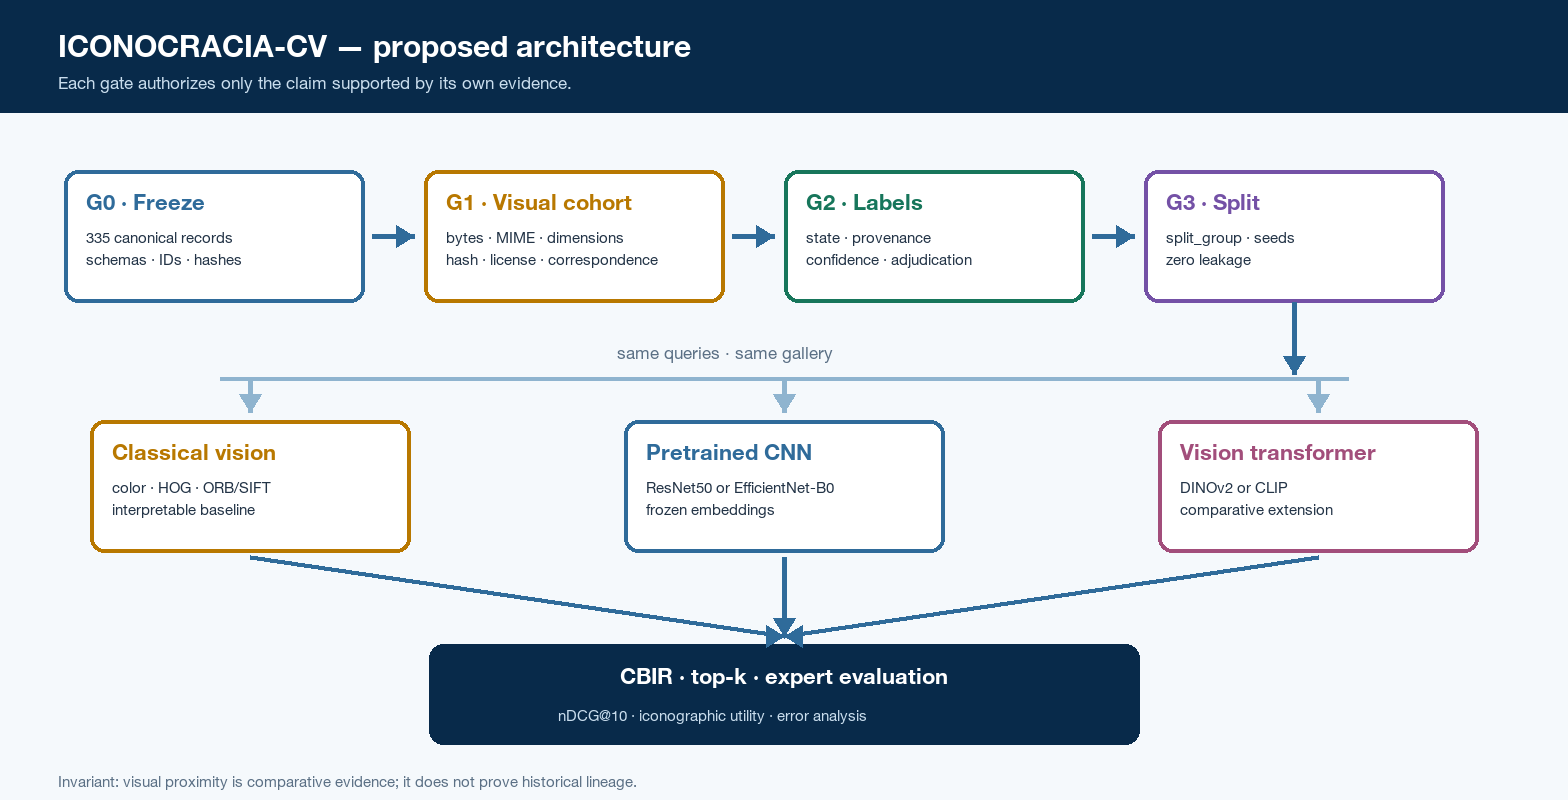 ICONOCRACIA-CV — proposed architecture
Each gate authorizes only the claim supported by its own evidence.
G0 · Freeze
335 canonical records
schemas · IDs · hashes
G1 · Visual cohort
bytes · MIME · dimensions
hash · license · correspondence
G2 · Labels
state · provenance
confidence · adjudication
G3 · Split
split_group · seeds
zero leakage
same queries · same gallery
Classical vision
color · HOG · ORB/SIFT
interpretable baseline
Pretrained CNN
ResNet50 or EfficientNet-B0
frozen embeddings
Vision transformer
DINOv2 or CLIP
comparative extension
CBIR · top-k · expert evaluation
nDCG@10 · iconographic utility · error analysis
Invariant: visual proximity is comparative evidence; it does not prove historical lineage.